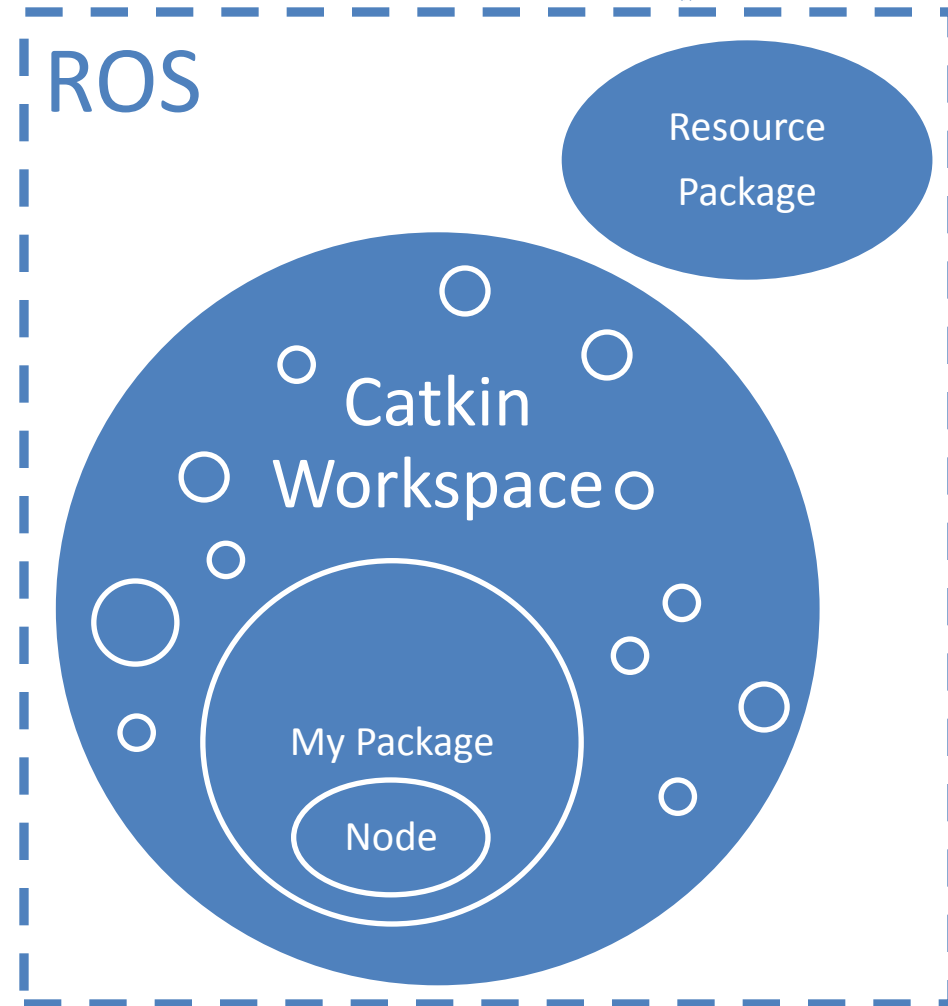 ROS
Resource
Package
Catkin
Workspace
My Package
Node